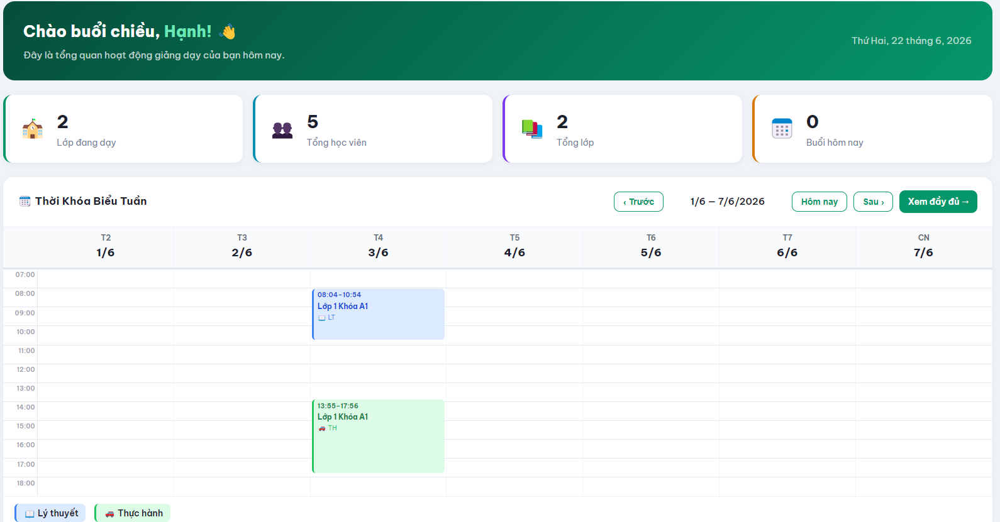 Chào buổi chiều, Hạnh! 👋
Đây là tổng quan hoạt động giảng dạy của bạn hôm nay.
Thứ Hai, 22 tháng 6, 2026
2
Lớp đang dạy
5
Tổng học viên
2
Tổng lớp
0
Buổi hôm nay
Thời Khóa Biểu Tuần
‹ Trước
1/6 – 7/6/2026
Hôm nay
Sau ›
Xem đầy đủ →
T2
1/6
T3
2/6
T4
3/6
T5
4/6
T6
5/6
T7
6/6
CN
7/6
07:00
08:00
09:00
10:00
11:00
12:00
13:00
14:00
15:00
16:00
17:00
18:00
08:04–10:54
Lớp 1 Khóa A1
LT
13:55–17:56
Lớp 1 Khóa A1
TH
Lý thuyết
Thực hành